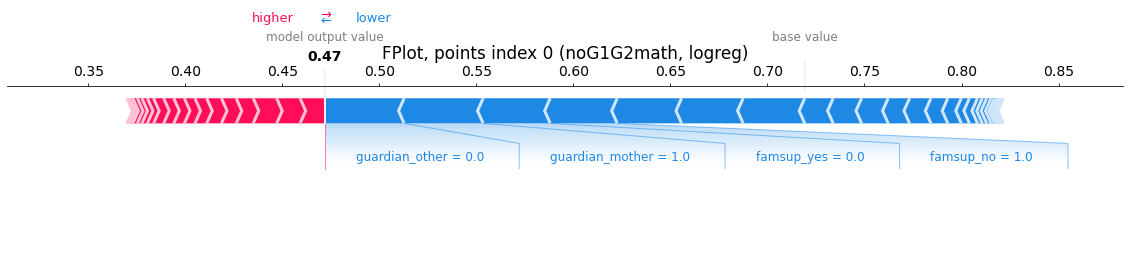 higher ⇄ lower
model output value base value
FPlot, points index 0 (noG1G2math, logreg)
0.47
0.35 0.40 0.45 0.50 0.55 0.60 0.65 0.70 0.75 0.80 0.85
guardian_other = 0.0 guardian_mother = 1.0 famsup_yes = 0.0 famsup_no = 1.0